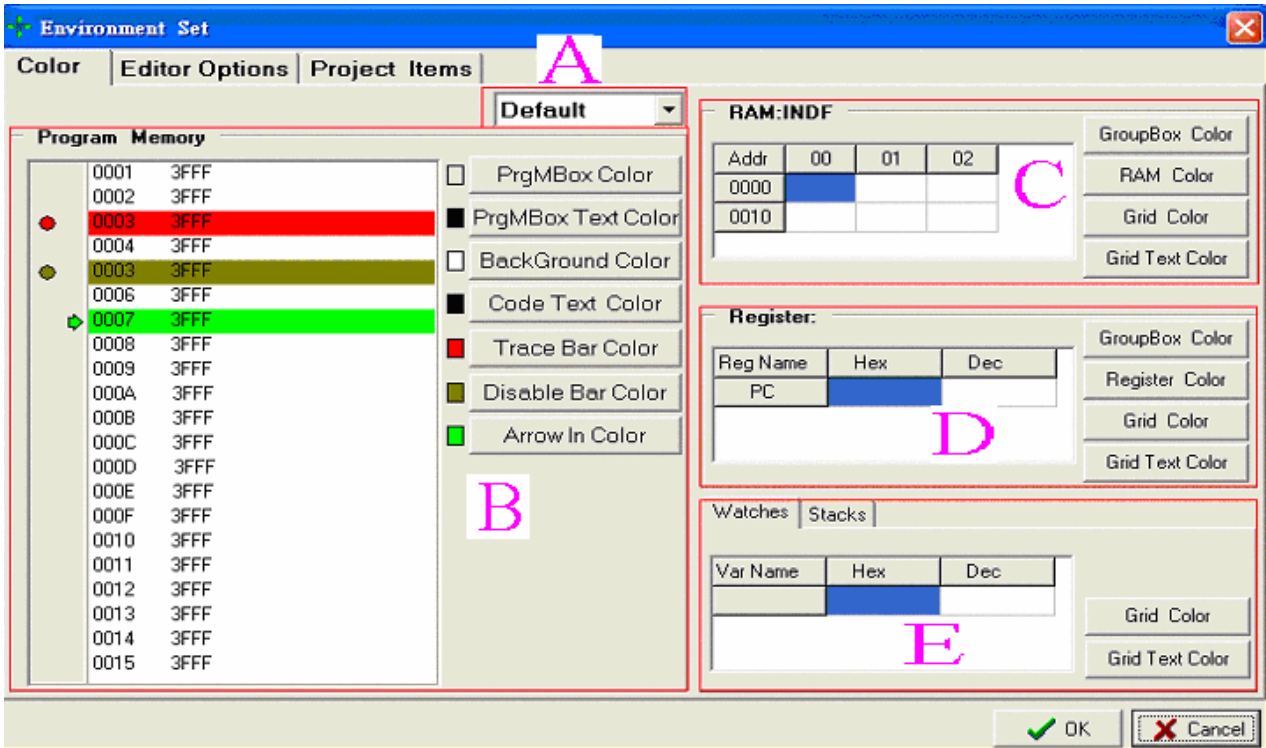 Environment Set
Color Editor Options Project Items
A
Default
Program Memory
0001 3FFF
0002 3FFF
0003 3FFF
0004 3FFF
0003 3FFF
0006 3FFF
0007 3FFF
0008 3FFF
0009 3FFF
000A 3FFF
000B 3FFF
000C 3FFF
000D 3FFF
000E 3FFF
000F 3FFF
0010 3FFF
0011 3FFF
0012 3FFF
0013 3FFF
0014 3FFF
0015 3FFF
PrgMBox Color
PrgMBox Text Color
BackGround Color
Code Text Color
Trace Bar Color
Disable Bar Color
Arrow In Color
B
RAM:INDF
Addr 00 01 02
0000
0010
C
GroupBox Color
RAM Color
Grid Color
Grid Text Color
Register:
Reg Name Hex Dec
PC
D
GroupBox Color
Register Color
Grid Color
Grid Text Color
Watches Stacks
Var Name Hex Dec
E
Grid Color
Grid Text Color
OK Cancel